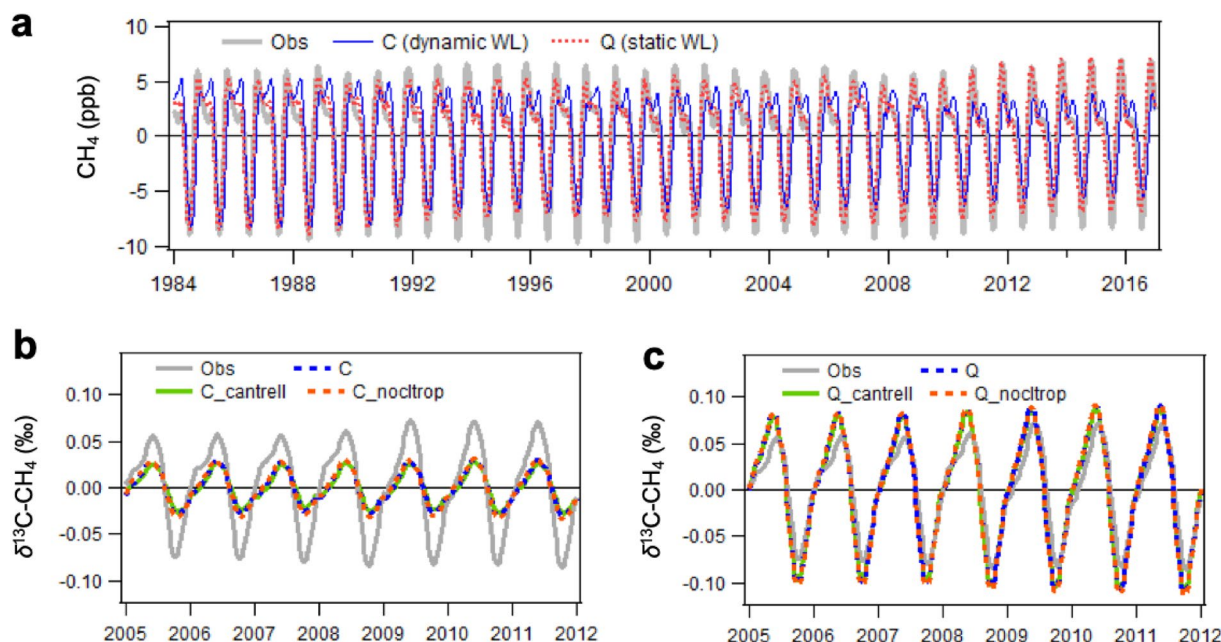 a
Obs C (dynamic WL) Q (static WL)
CH₄ (ppb)
10
5
0
-5
-10
1984 1988 1992 1996 2000 2004 2008 2012 2016
b
Obs C
C_cantrell C_nocltrop
δ¹³C-CH₄ (‰)
0.10
0.05
0.00
-0.05
-0.10
2005 2006 2007 2008 2009 2010 2011 2012
c
Obs Q
Q_cantrell Q_nocltrop
δ¹³C-CH₄ (‰)
0.10
0.05
0.00
-0.05
-0.10
2005 2006 2007 2008 2009 2010 2011 2012